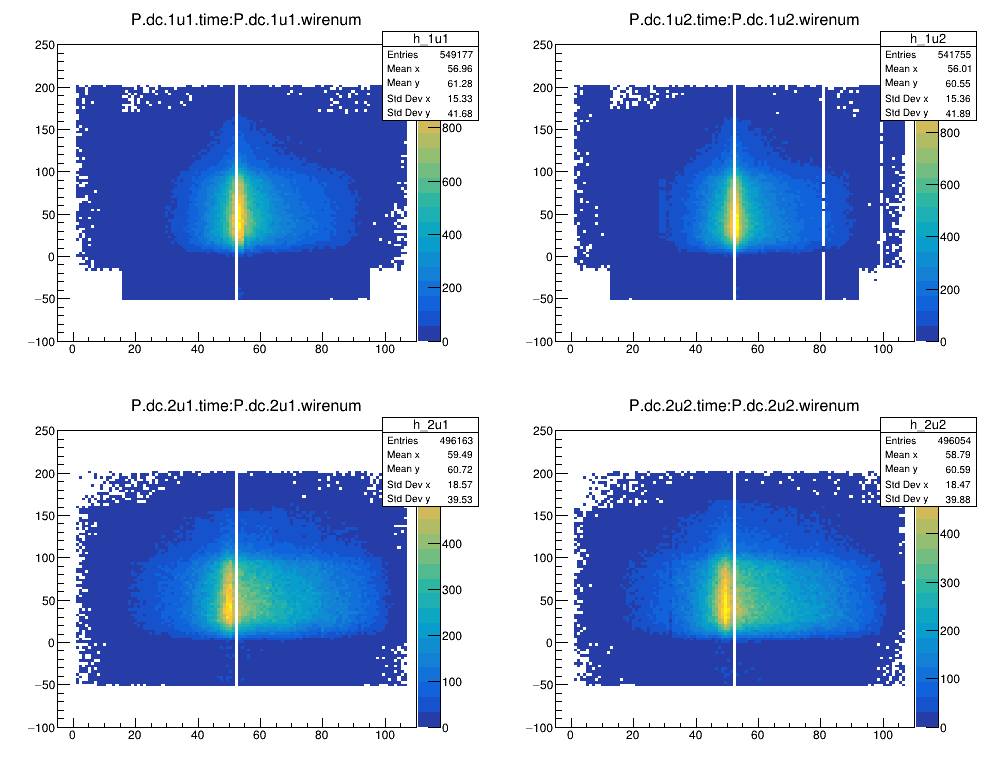 P.dc.1u1.time:P.dc.1u1.wirenum
h_1u1
Entries 549177
Mean x 56.96
Mean y 61.28
Std Dev x 15.33
Std Dev y 41.68
250
200
150
100
50
0
−50
−100
0 20 40 60 80 100
800
600
400
200
0
P.dc.1u2.time:P.dc.1u2.wirenum
h_1u2
Entries 541755
Mean x 56.01
Mean y 60.55
Std Dev x 15.36
Std Dev y 41.89
250
200
150
100
50
0
−50
−100
0 20 40 60 80 100
800
600
400
200
0
P.dc.2u1.time:P.dc.2u1.wirenum
h_2u1
Entries 496163
Mean x 59.49
Mean y 60.72
Std Dev x 18.57
Std Dev y 39.53
250
200
150
100
50
0
−50
−100
0 20 40 60 80 100
400
300
200
100
0
P.dc.2u2.time:P.dc.2u2.wirenum
h_2u2
Entries 496054
Mean x 58.79
Mean y 60.59
Std Dev x 18.47
Std Dev y 39.88
250
200
150
100
50
0
−50
−100
0 20 40 60 80 100
400
300
200
100
0